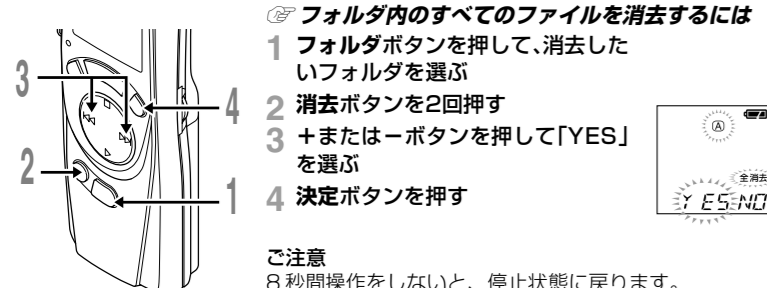 ☞ フォルダ内のすべてのファイルを消去するには
1 フォルダボタンを押して、消去した
いフォルダを選ぶ
2 消去ボタンを2回押す
3 ＋または－ボタンを押して「YES」
を選ぶ
4 決定ボタンを押す
ご注意
8 秒間操作をしないと、停止状態に戻ります。
3
4
2
1
A
全消去
YES NO